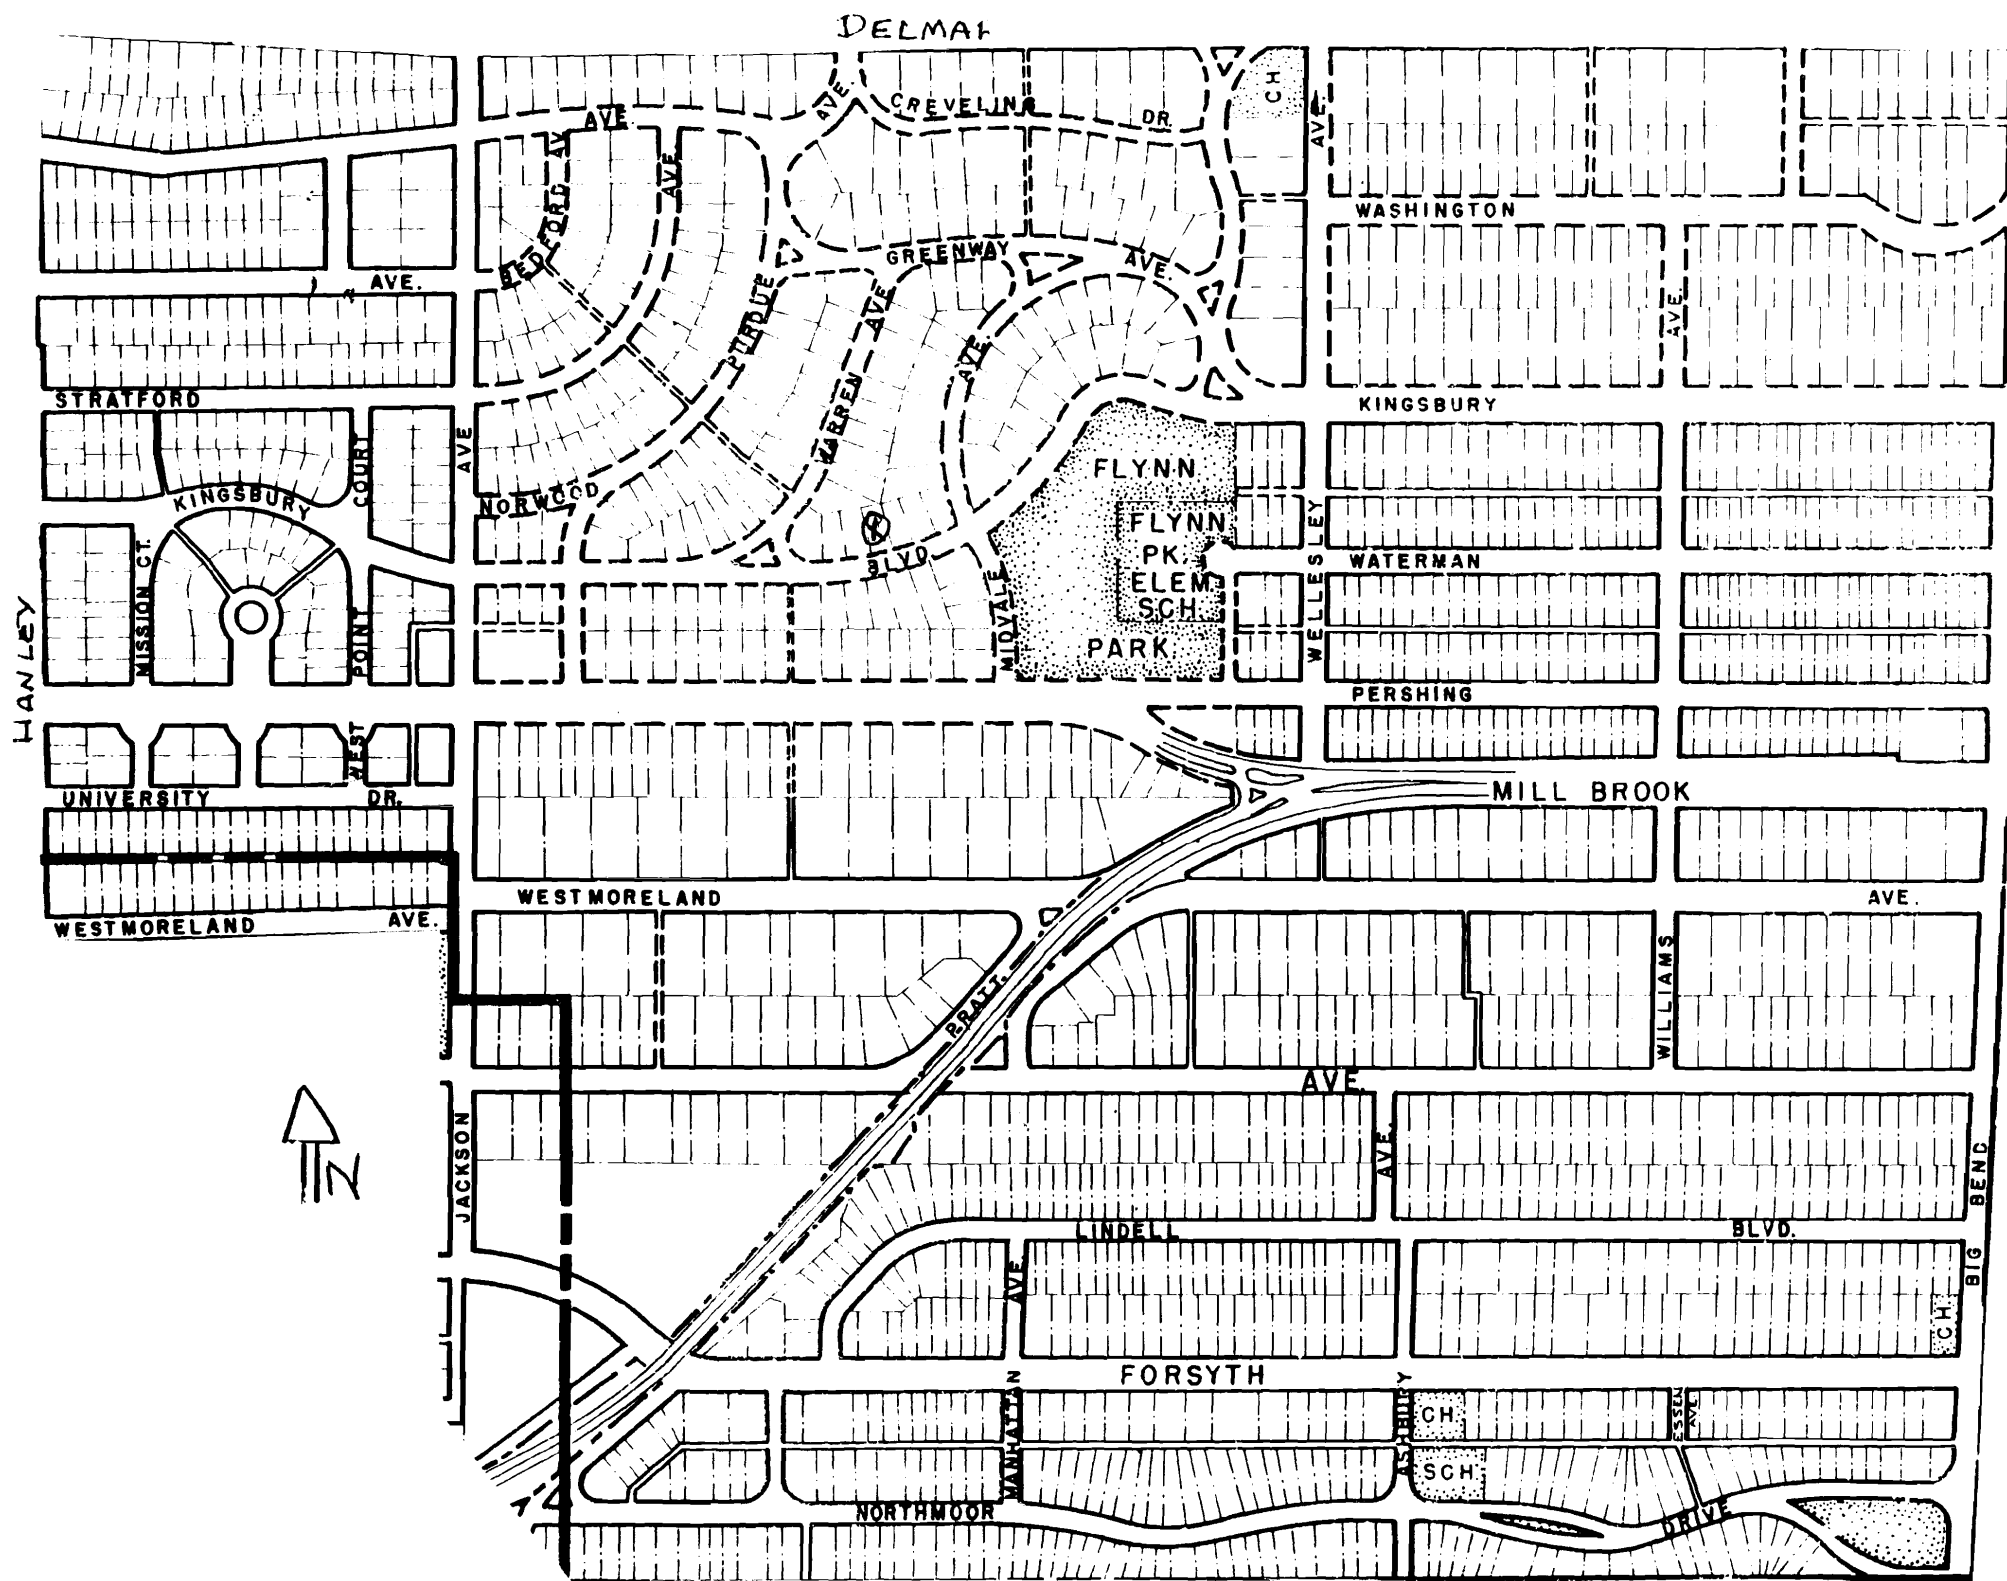 DELMAR
AVE.
CREVELING
DR.
CH
AVE.
AVE.
BEDFORD AV.
AVE.
WASHINGTON
AVE.
GREENWAY
AVE.
PURDUE
WARREN AVE.
AVE.
AVE.
STRATFORD
KINGSBURY
AVE
COURT
KINGSBURY
NORWOOD
FLYNN
FLYNN
PK.
ELEM
SCH.
PARK
BLVD.
MIDVALE
WELLESLEY
WATERMAN
HANLEY
MISSION CT.
POINT
WEST
PERSHING
UNIVERSITY DR.
MILL BROOK
WESTMORELAND AVE.
WESTMORELAND
AVE.
PRATT.
WILLIAMS
AVE.
N
JACKSON
AVE.
BIG BEND
LINDELL
BLVD.
AVE.
CH
FORSYTH
MANHATTAN
ASHBURY
CH.
ESSEX AVE.
SCH.
NORTHMOOR
DRIVE